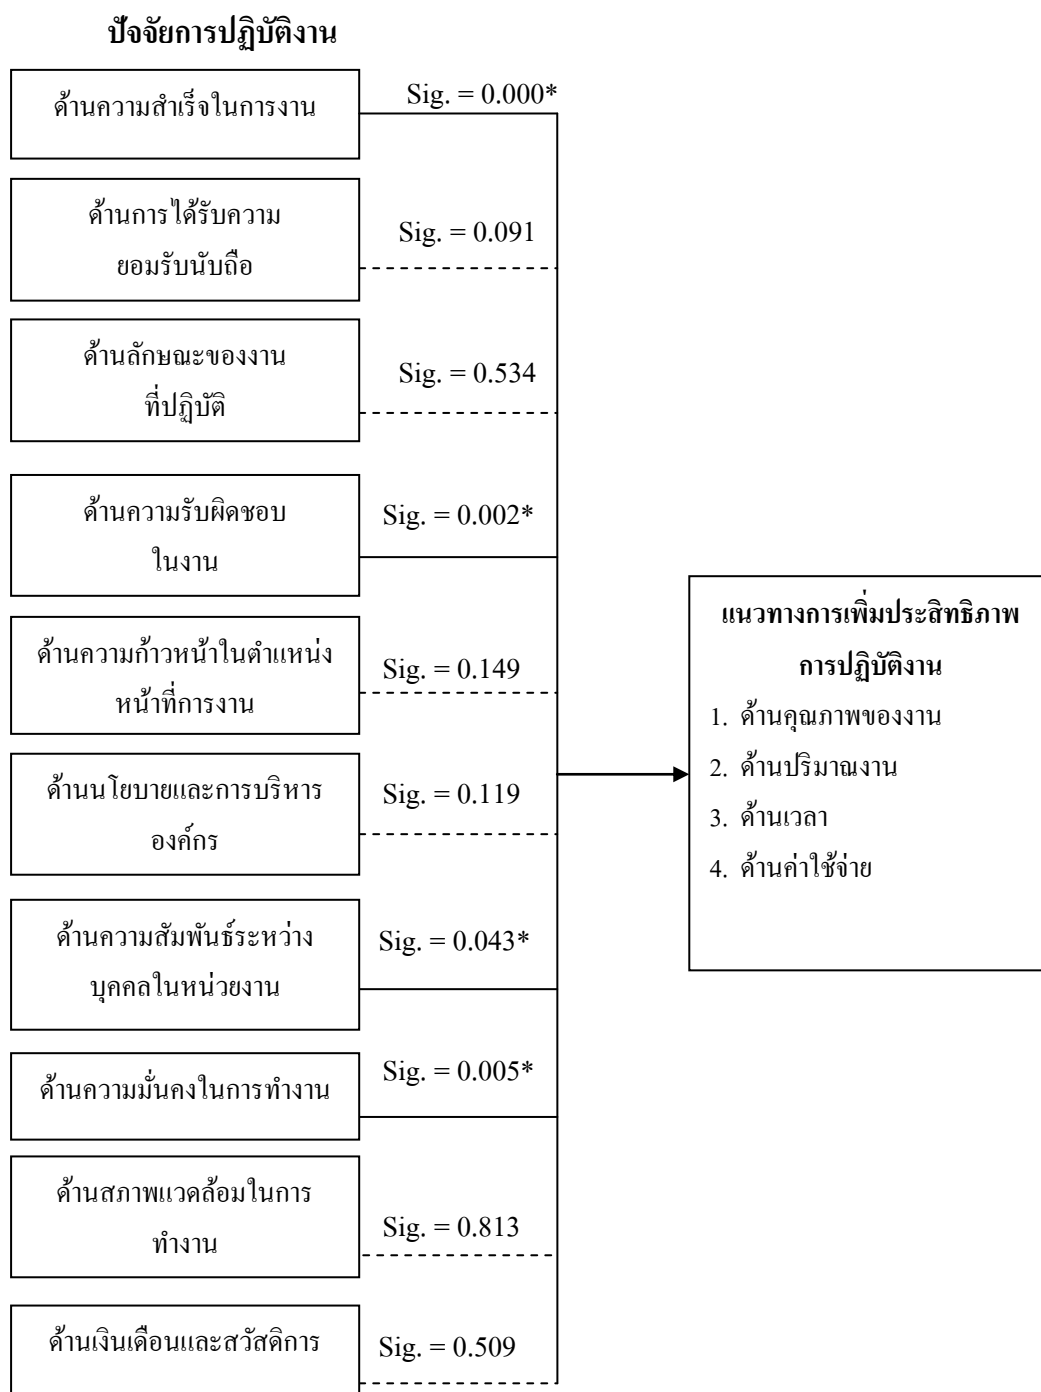 ปัจจัยการปฏิบัติงาน
ด้านความสำเร็จในการงาน
Sig. = 0.000*
ด้านการได้รับความ
ยอมรับนับถือ
Sig. = 0.091
ด้านลักษณะของงาน
ที่ปฏิบัติ
Sig. = 0.534
ด้านความรับผิดชอบ
ในงาน
Sig. = 0.002*
ด้านความก้าวหน้าในตำแหน่ง
หน้าที่การงาน
Sig. = 0.149
ด้านนโยบายและการบริหาร
องค์กร
Sig. = 0.119
ด้านความสัมพันธ์ระหว่าง
บุคคลในหน่วยงาน
Sig. = 0.043*
ด้านความมั่นคงในการทำงาน
Sig. = 0.005*
ด้านสภาพแวดล้อมในการ
ทำงาน
Sig. = 0.813
ด้านเงินเดือนและสวัสดิการ
Sig. = 0.509
แนวทางการเพิ่มประสิทธิภาพ
การปฏิบัติงาน
1. ด้านคุณภาพของงาน
2. ด้านปริมาณงาน
3. ด้านเวลา
4. ด้านค่าใช้จ่าย